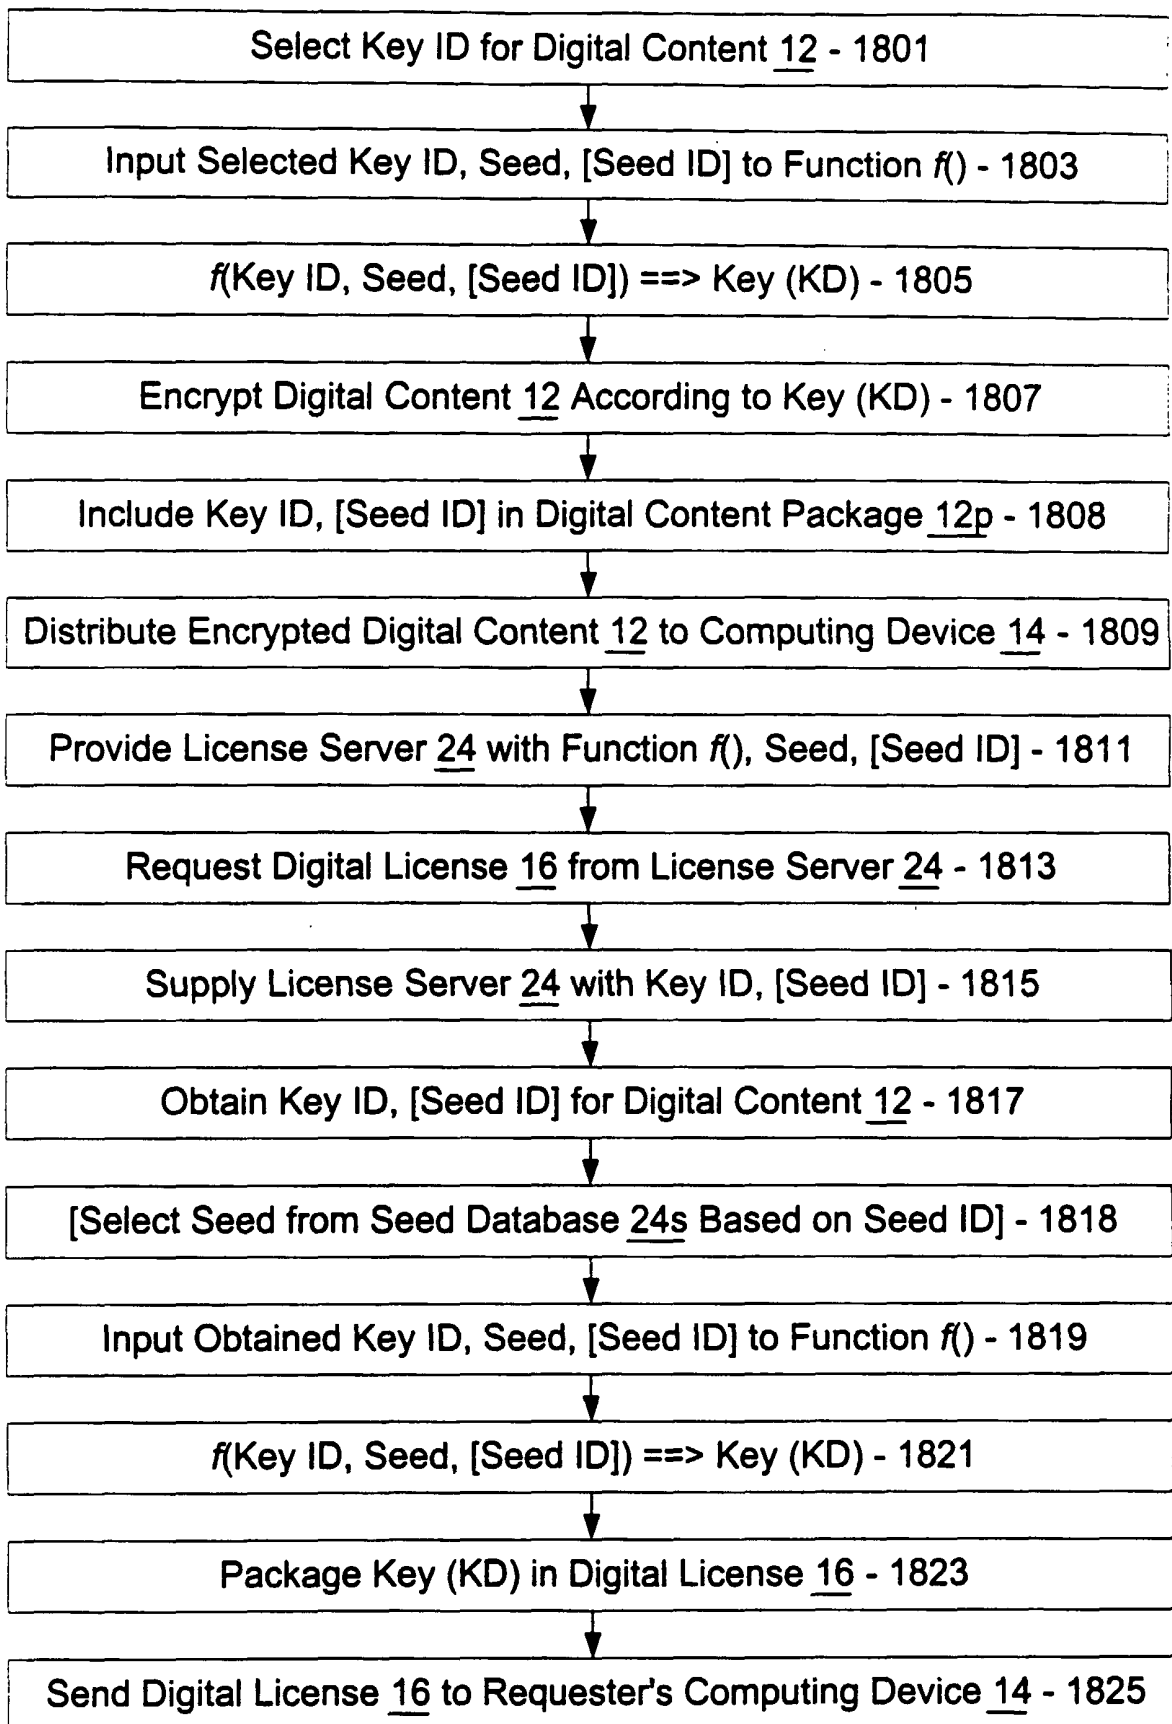 Select Key ID for Digital Content 12 - 1801
Input Selected Key ID, Seed, [Seed ID] to Function f() - 1803
f(Key ID, Seed, [Seed ID]) ==> Key (KD) - 1805
Encrypt Digital Content 12 According to Key (KD) - 1807
Include Key ID, [Seed ID] in Digital Content Package 12p - 1808
Distribute Encrypted Digital Content 12 to Computing Device 14 - 1809
Provide License Server 24 with Function f(), Seed, [Seed ID] - 1811
Request Digital License 16 from License Server 24 - 1813
Supply License Server 24 with Key ID, [Seed ID] - 1815
Obtain Key ID, [Seed ID] for Digital Content 12 - 1817
[Select Seed from Seed Database 24s Based on Seed ID] - 1818
Input Obtained Key ID, Seed, [Seed ID] to Function f() - 1819
f(Key ID, Seed, [Seed ID]) ==> Key (KD) - 1821
Package Key (KD) in Digital License 16 - 1823
Send Digital License 16 to Requester's Computing Device 14 - 1825